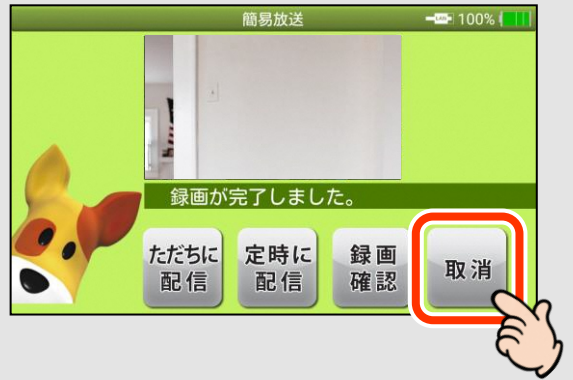 簡易放送
LAN 100%
録画が完了しました。
ただちに
配信
定時に
配信
録画
確認
取消